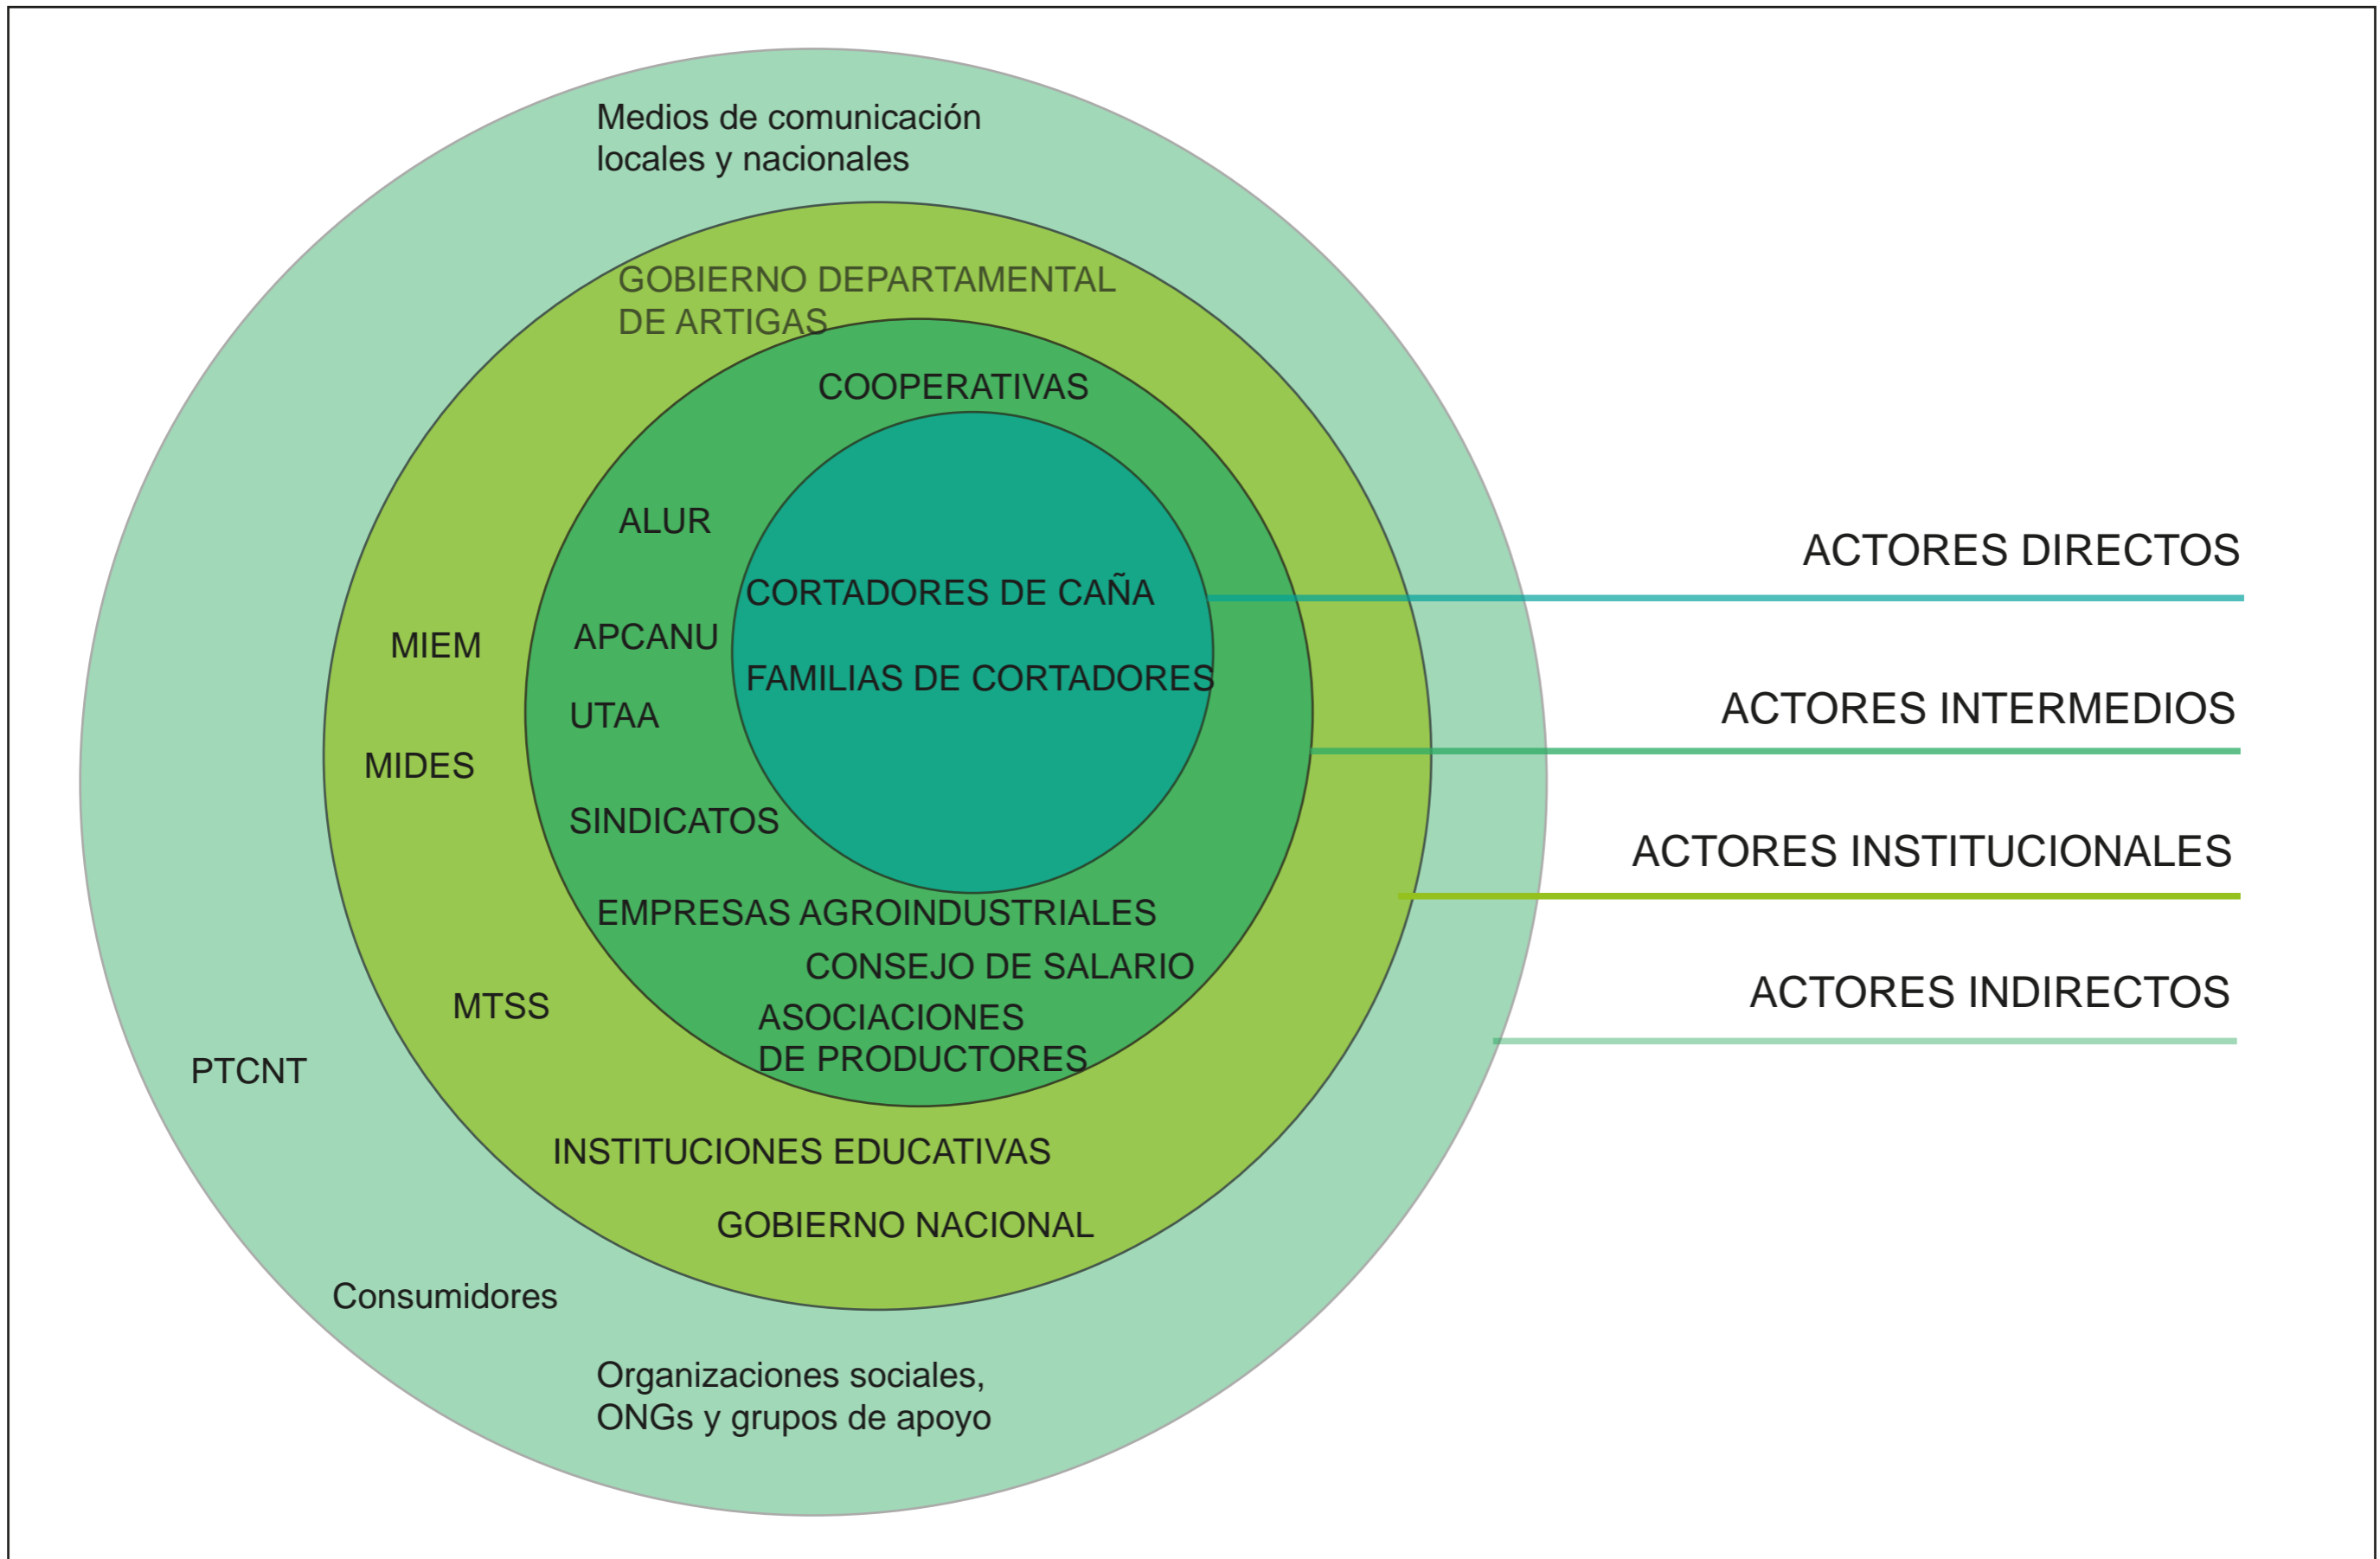 Medios de comunicación
locales y nacionales
GOBIERNO DEPARTAMENTAL
DE ARTIGAS
COOPERATIVAS
ALUR
CORTADORES DE CAÑA
APCANU
MIEM
FAMILIAS DE CORTADORES
UTAA
MIDES
SINDICATOS
EMPRESAS AGROINDUSTRIALES
CONSEJO DE SALARIO
MTSS
ASOCIACIONES
DE PRODUCTORES
PTCNT
INSTITUCIONES EDUCATIVAS
GOBIERNO NACIONAL
Consumidores
Organizaciones sociales,
ONGs y grupos de apoyo
ACTORES DIRECTOS
ACTORES INTERMEDIOS
ACTORES INSTITUCIONALES
ACTORES INDIRECTOS